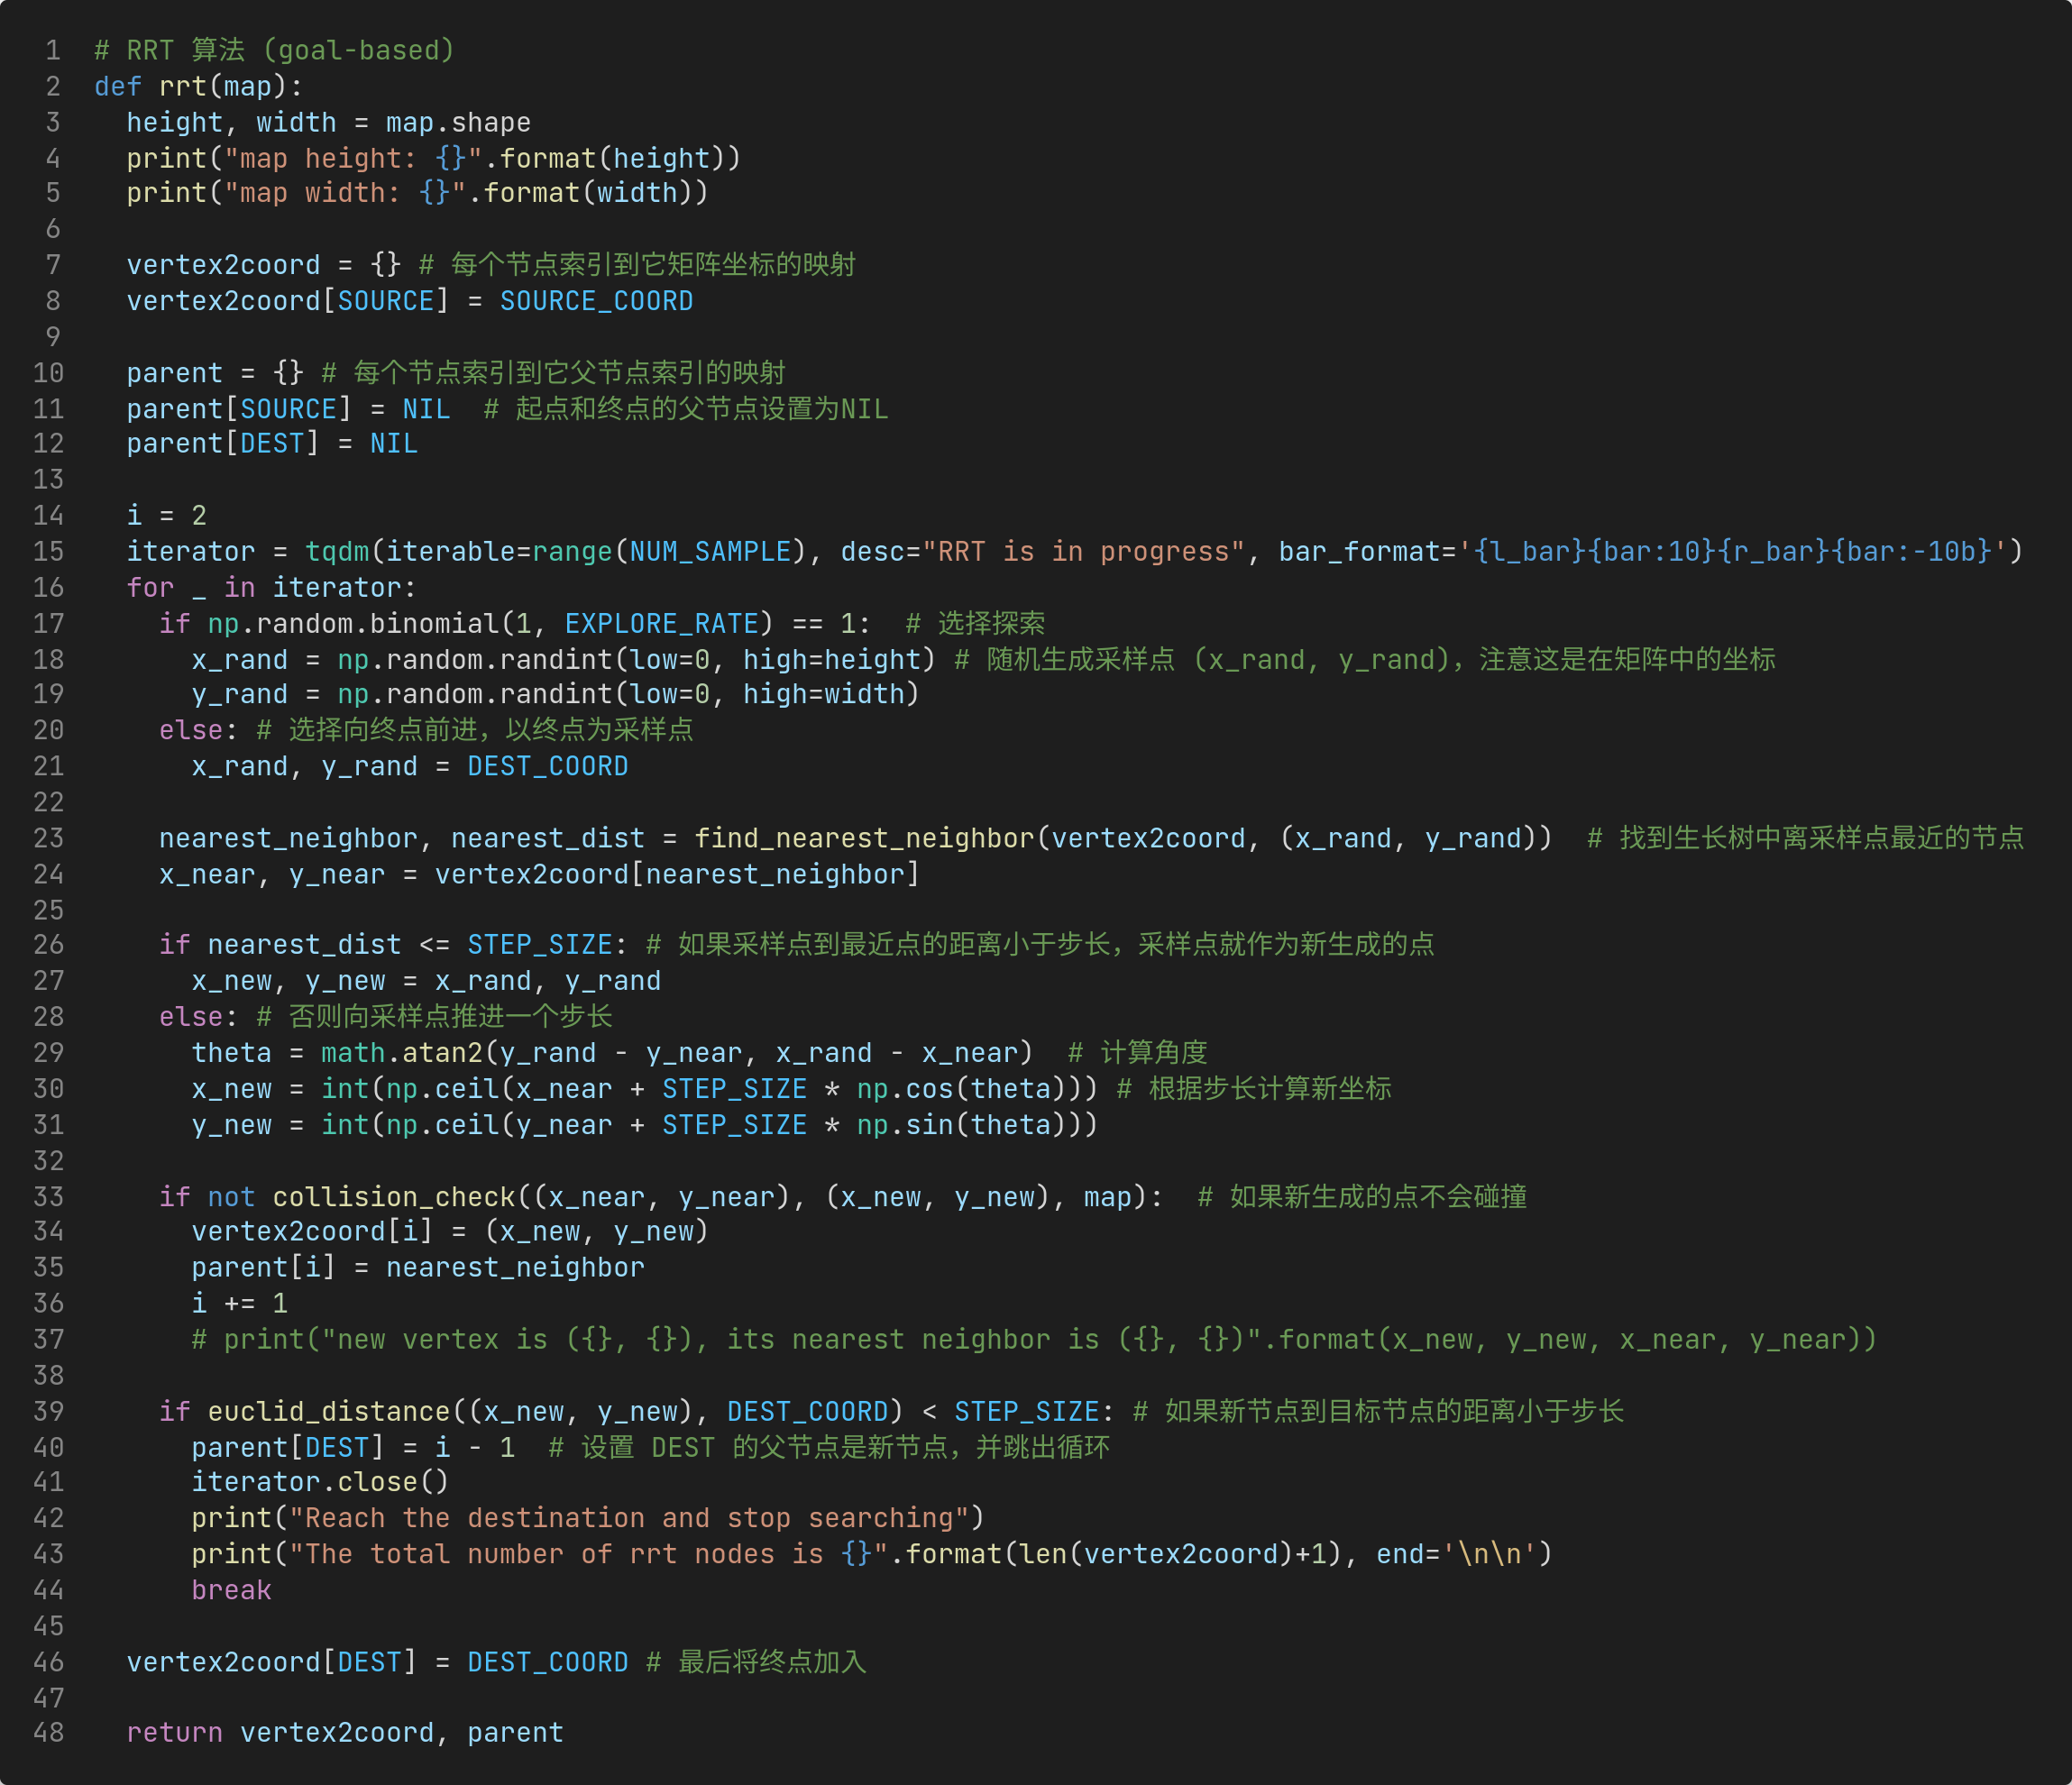 1 # RRT 算法 (goal-based)
2 def rrt(map):
3   height, width = map.shape
4   print("map height: {}".format(height))
5   print("map width: {}".format(width))
6
7   vertex2coord = {} # 每个节点索引到它矩阵坐标的映射
8   vertex2coord[SOURCE] = SOURCE_COORD
9
10   parent = {} # 每个节点索引到它父节点索引的映射
11   parent[SOURCE] = NIL  # 起点和终点的父节点设置为NIL
12   parent[DEST] = NIL
13
14   i = 2
15   iterator = tqdm(iterable=range(NUM_SAMPLE), desc="RRT is in progress", bar_format='{l_bar}{bar:10}{r_bar}{bar:-10b}')
16   for _ in iterator:
17     if np.random.binomial(1, EXPLORE_RATE) == 1:  # 选择探索
18       x_rand = np.random.randint(low=0, high=height) # 随机生成采样点 (x_rand, y_rand)，注意这是在矩阵中的坐标
19       y_rand = np.random.randint(low=0, high=width)
20     else: # 选择向终点前进，以终点为采样点
21       x_rand, y_rand = DEST_COORD
22
23     nearest_neighbor, nearest_dist = find_nearest_neighbor(vertex2coord, (x_rand, y_rand))  # 找到生长树中离采样点最近的节点
24     x_near, y_near = vertex2coord[nearest_neighbor]
25
26     if nearest_dist <= STEP_SIZE: # 如果采样点到最近点的距离小于步长，采样点就作为新生成的点
27       x_new, y_new = x_rand, y_rand
28     else: # 否则向采样点推进一个步长
29       theta = math.atan2(y_rand - y_near, x_rand - x_near)  # 计算角度
30       x_new = int(np.ceil(x_near + STEP_SIZE * np.cos(theta))) # 根据步长计算新坐标
31       y_new = int(np.ceil(y_near + STEP_SIZE * np.sin(theta)))
32
33     if not collision_check((x_near, y_near), (x_new, y_new), map):  # 如果新生成的点不会碰撞
34       vertex2coord[i] = (x_new, y_new)
35       parent[i] = nearest_neighbor
36       i += 1
37       # print("new vertex is ({}, {}), its nearest neighbor is ({}, {})".format(x_new, y_new, x_near, y_near))
38
39     if euclid_distance((x_new, y_new), DEST_COORD) < STEP_SIZE: # 如果新节点到目标节点的距离小于步长
40       parent[DEST] = i - 1  # 设置 DEST 的父节点是新节点，并跳出循环
41       iterator.close()
42       print("Reach the destination and stop searching")
43       print("The total number of rrt nodes is {}".format(len(vertex2coord)+1), end='\n\n')
44       break
45
46   vertex2coord[DEST] = DEST_COORD # 最后将终点加入
47
48   return vertex2coord, parent